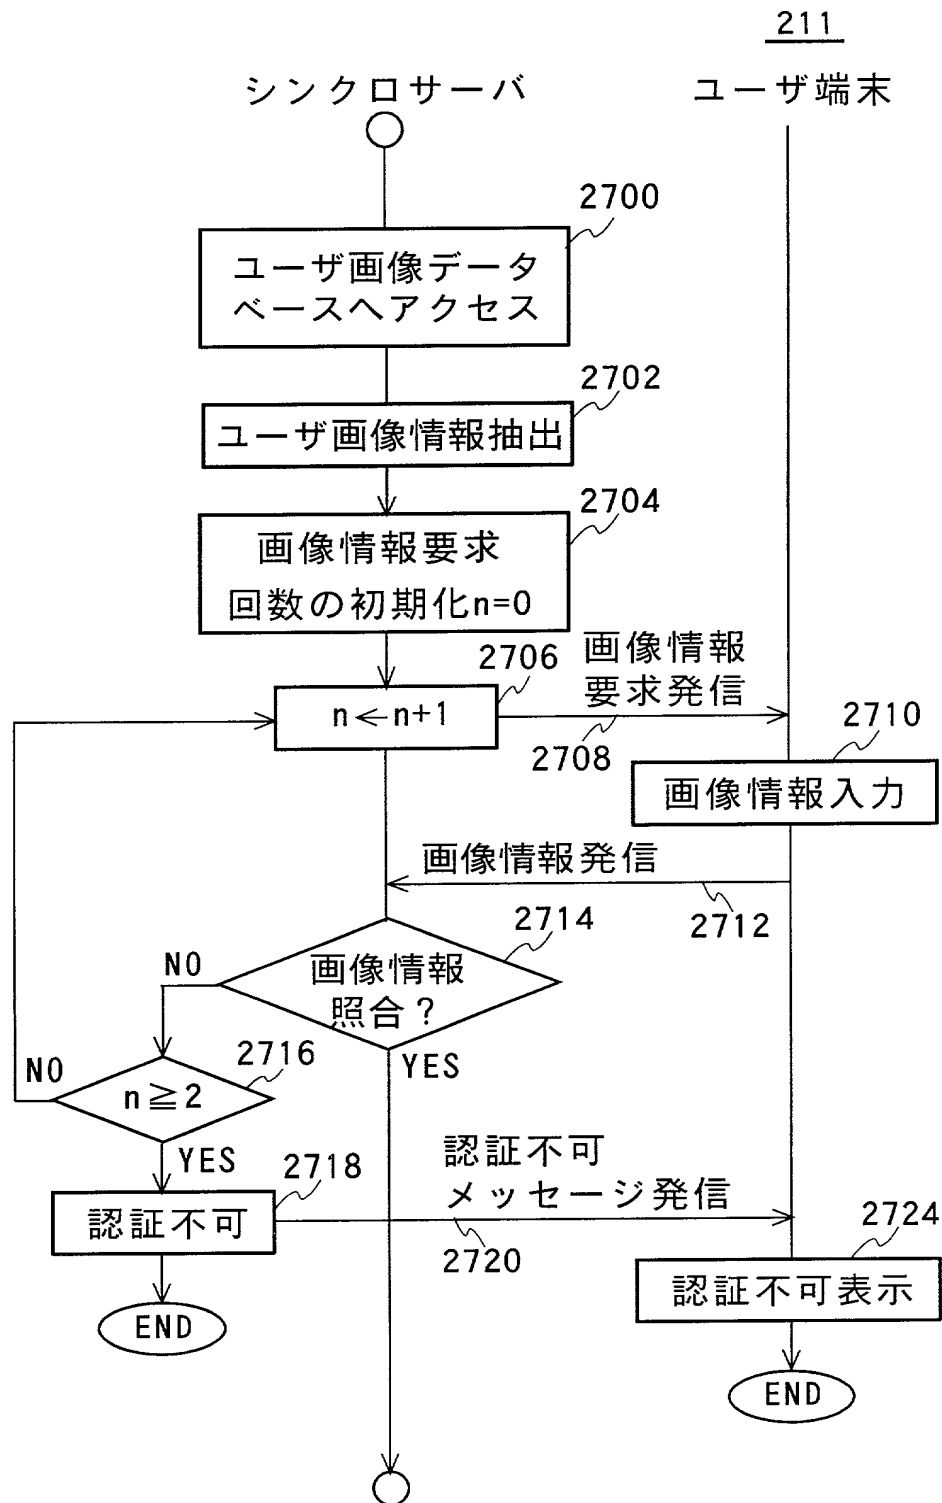 211
シンクロサーバ
ユーザ端末
2700
ユーザ画像データ
ベースへアクセス
2702
ユーザ画像情報抽出
2704
画像情報要求
回数の初期化n=0
2706
n←n+1
画像情報
要求発信
2708
2710
画像情報入力
画像情報発信
2712
2714
画像情報
照合?
NO
YES
2716
n≧2
NO
YES
2718
認証不可
認証不可
メッセージ発信
2720
2724
認証不可表示
END
END